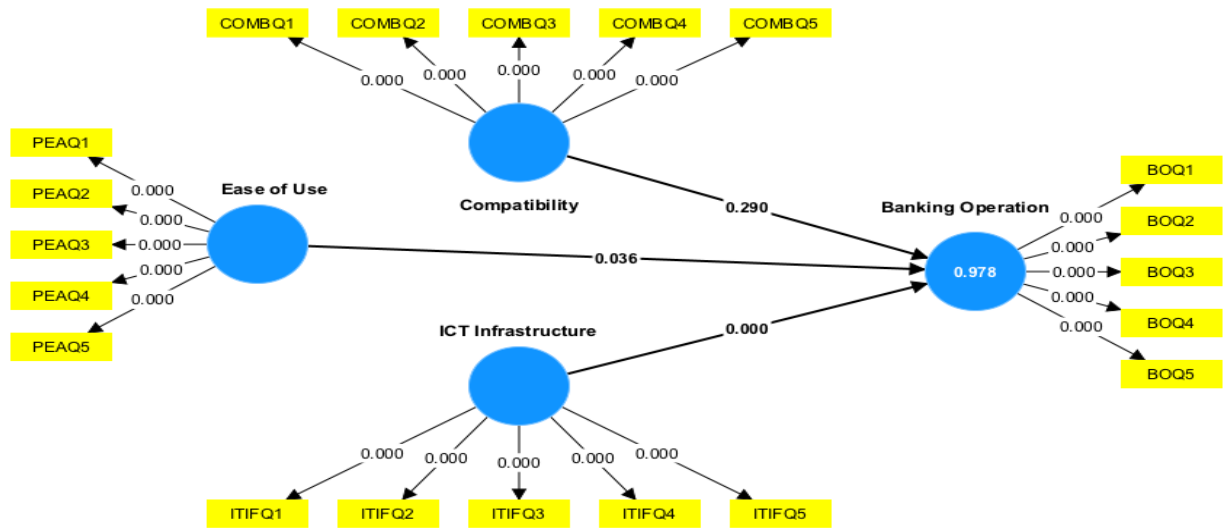 COMBQ1 COMBQ2 COMBQ3 COMBQ4 COMBQ5
0.000 0.000 0.000 0.000 0.000
PEAQ1
PEAQ2
PEAQ3
PEAQ4
PEAQ5
0.000
0.000
0.000
0.000
0.000
Ease of Use
Compatibility
0.290
0.036
0.000
Banking Operation
0.978
BOQ1
BOQ2
BOQ3
BOQ4
BOQ5
0.000
0.000
0.000
0.000
0.000
ICT Infrastructure
0.000 0.000 0.000 0.000 0.000
ITIFQ1 ITIFQ2 ITIFQ3 ITIFQ4 ITIFQ5